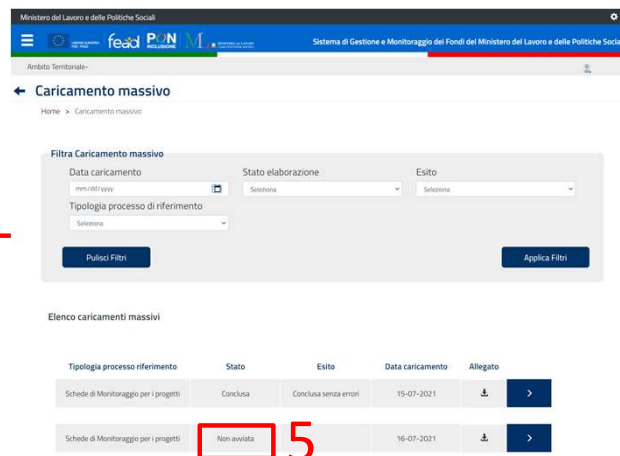 Ministero del Lavoro e delle Politiche Sociali
fead PON INCLUSIONE Sistema di Gestione e Monitoraggio dei Fondi del Ministero del Lavoro e delle Politiche Socia
Ambito Territoriale-
Caricamento massivo
Home > Caricamento massivo
Filtra Caricamento massivo
Data caricamento Stato elaborazione Esito
mm/dd/yyyy Seleziona Seleziona
Tipologia processo di riferimento
Seleziona
Pulisci Filtri Applica Filtri
Elenco caricamenti massivi
Tipologia processo riferimento Stato Esito Data caricamento Allegato
Schede di Monitoraggio per i progetti Conclusa Conclusa senza errori 15-07-2021
Schede di Monitoraggio per i progetti Non avviata 5 16-07-2021